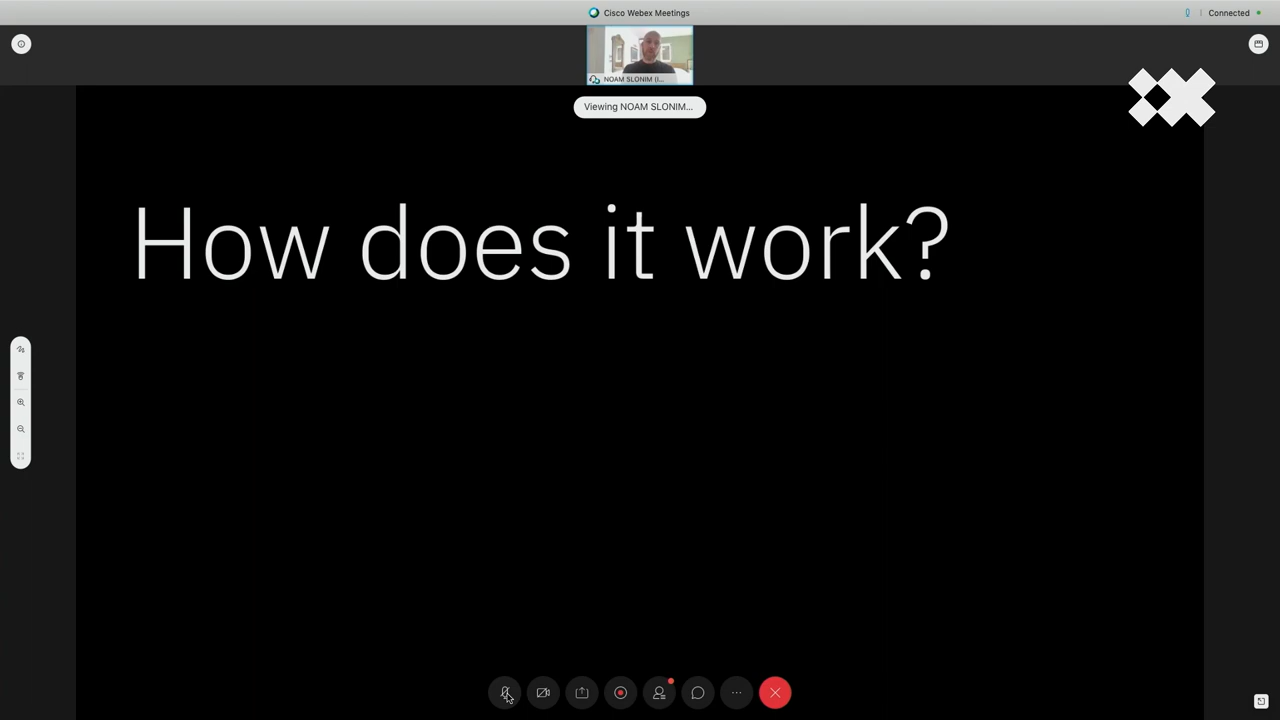 Cisco Webex Meetings
Connected
NOAM SLONIM (I...
Viewing NOAM SLONIM...
How does it work?